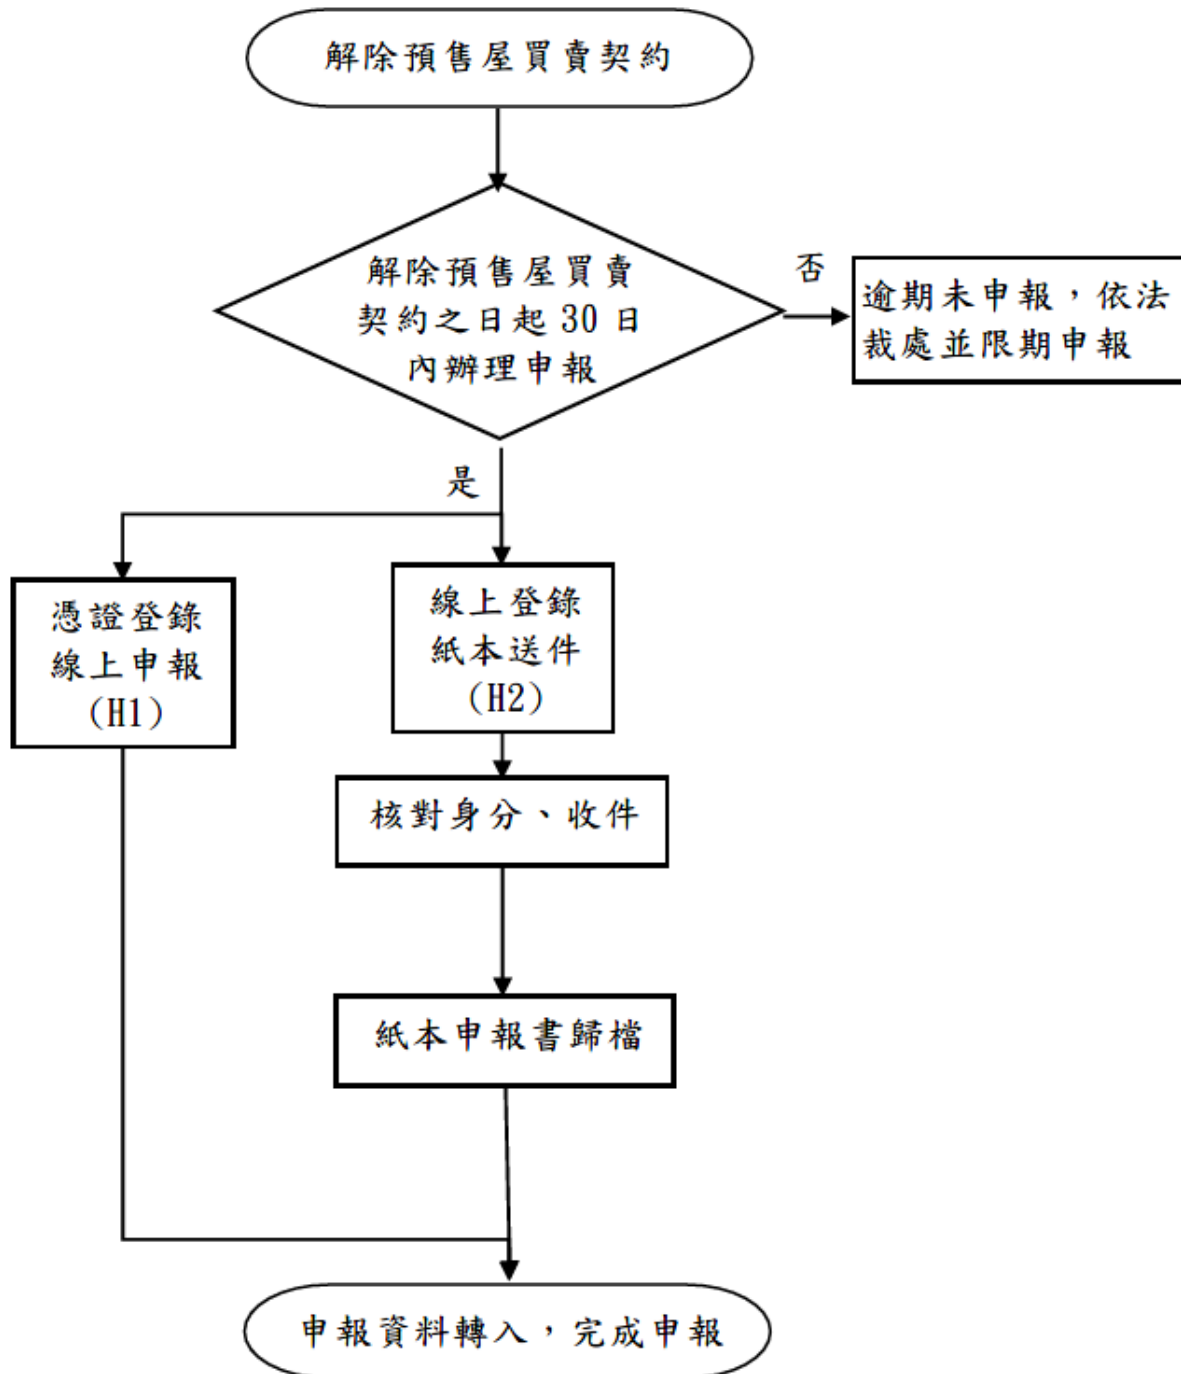 解除預售屋買賣契約
解除預售屋買賣
契約之日起 30 日
內辦理申報
否
逾期未申報，依法
裁處並限期申報
是
憑證登錄
線上申報
(H1)
線上登錄
紙本送件
(H2)
核對身分、收件
紙本申報書歸檔
申報資料轉入，完成申報